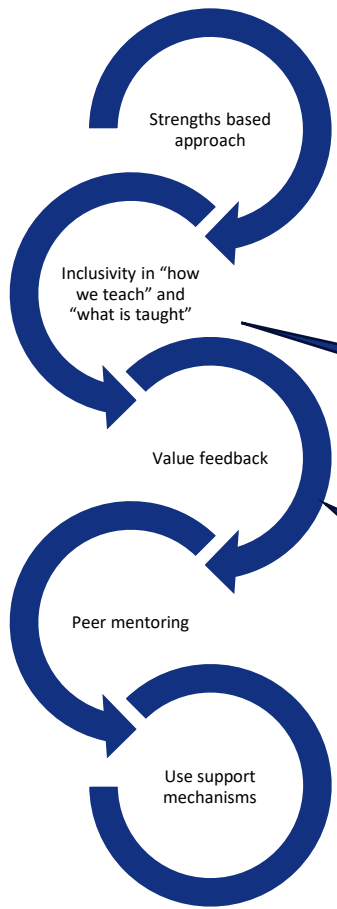 Strengths based
approach
Inclusivity in “how
we teach” and
“what is taught”
Value feedback
Peer mentoring
Use support
mechanisms